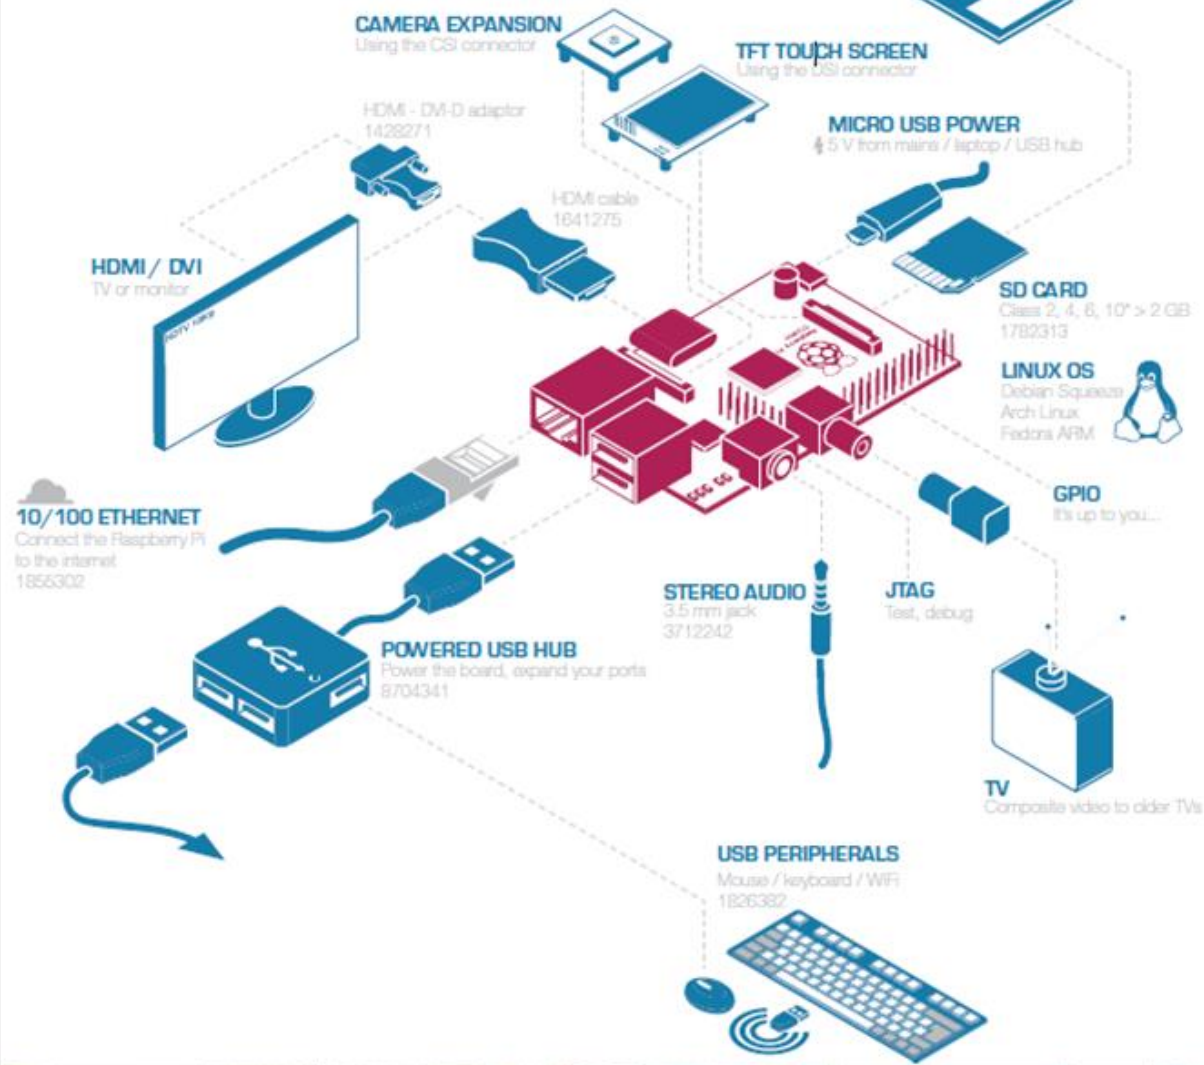 CAMERA EXPANSION
Using the CSI connector
TFT TOUCH SCREEN
Using the DSI connector
HDMI - DVI-D adaptor
1428271
MICRO USB POWER
5 V from mains / laptop / USB hub
HDMI cable
1641275
HDMI / DVI
TV or monitor
SD CARD
Class 2, 4, 6, 10* > 2 GB
1782313
LINUX OS
Debian Squeeze
Arch Linux
Fedora ARM
GPIO
It's up to you...
10/100 ETHERNET
Connect the Raspberry Pi
to the internet
1855302
STEREO AUDIO
3.5 mm jack
3712242
JTAG
Test, debug
POWERED USB HUB
Power the board, expand your ports
8704341
TV
Composite video to older TVs
USB PERIPHERALS
Mouse / keyboard / WiFi
1826382